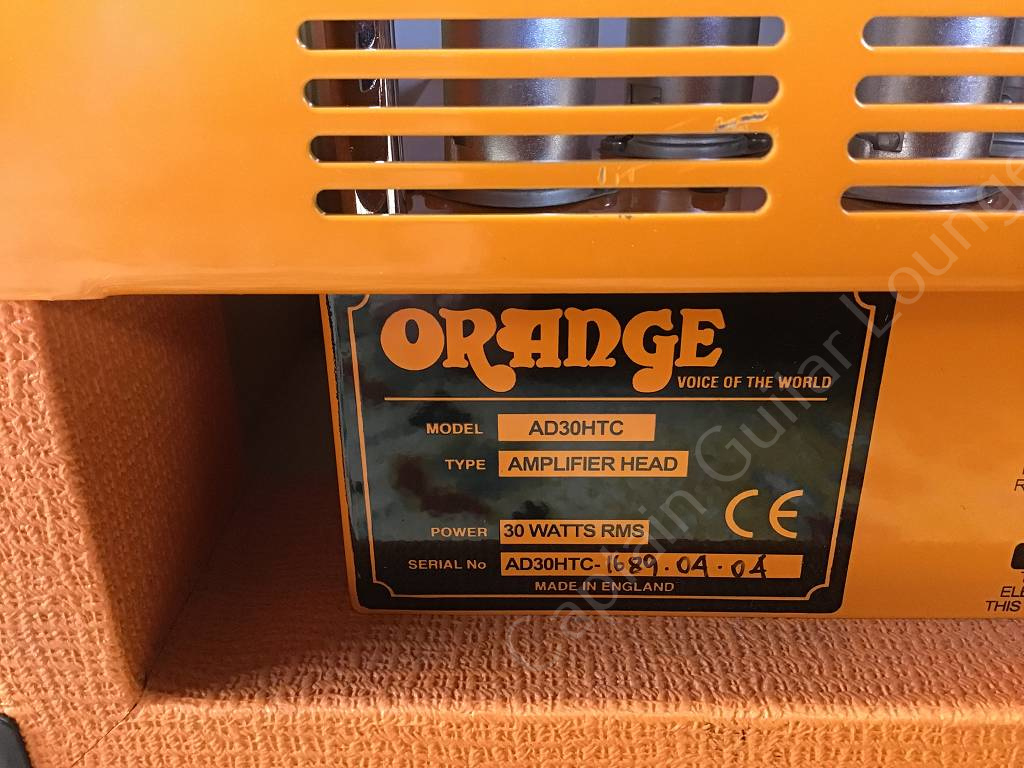 ORANGE
VOICE OF THE WORLD
MODEL AD30HTC
TYPE AMPLIFIER HEAD
POWER 30 WATTS RMS
CE
SERIAL No AD30HTC-1689.04.04
MADE IN ENGLAND
THIS
Captain Guitar Lounge